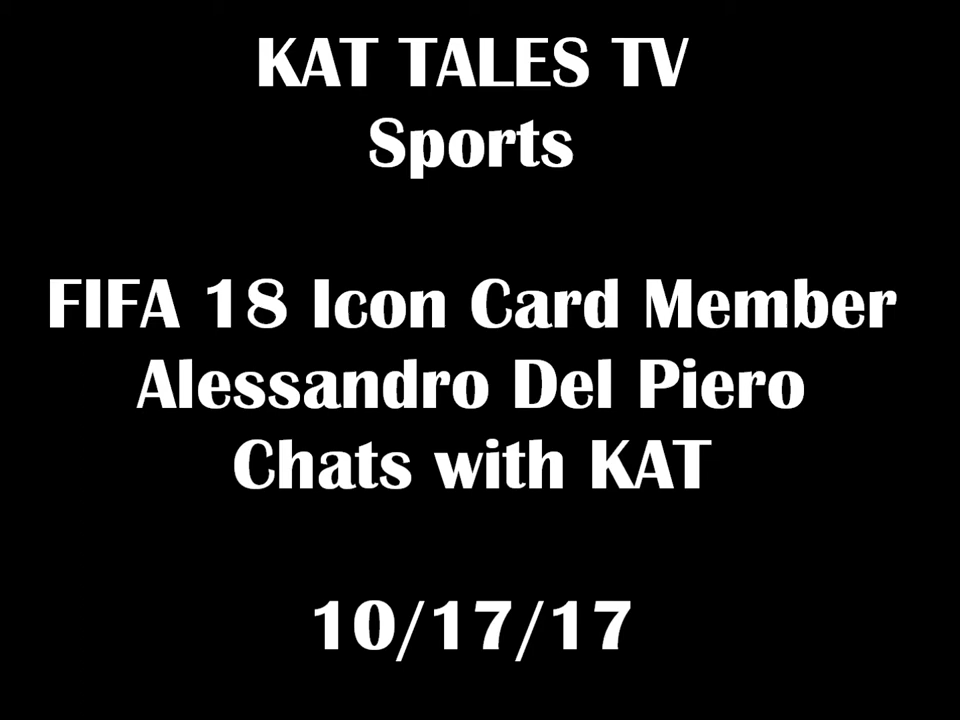 KAT TALES TV
Sports
FIFA 18 Icon Card Member
Alessandro Del Piero
Chats with KAT
10/17/17